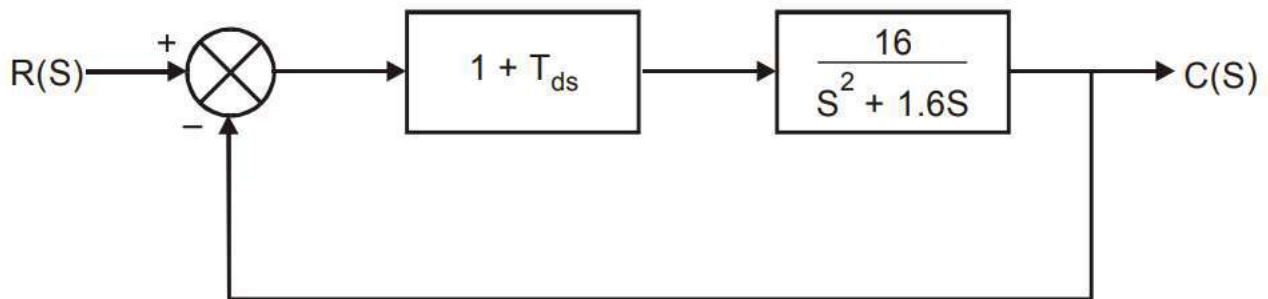 R(S)
+
−
1 + T_ds
16
S^2 + 1.6S
C(S)